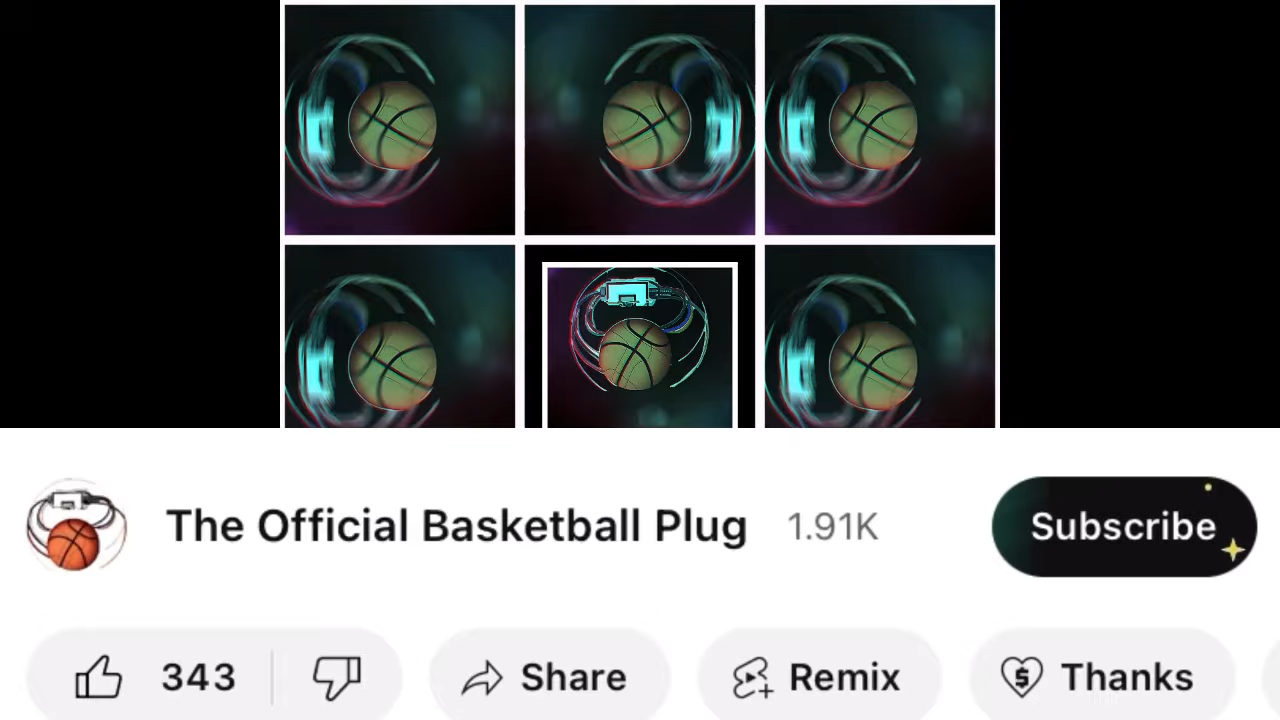 The Official Basketball Plug 1.91K Subscribe
343 Share Remix Thanks